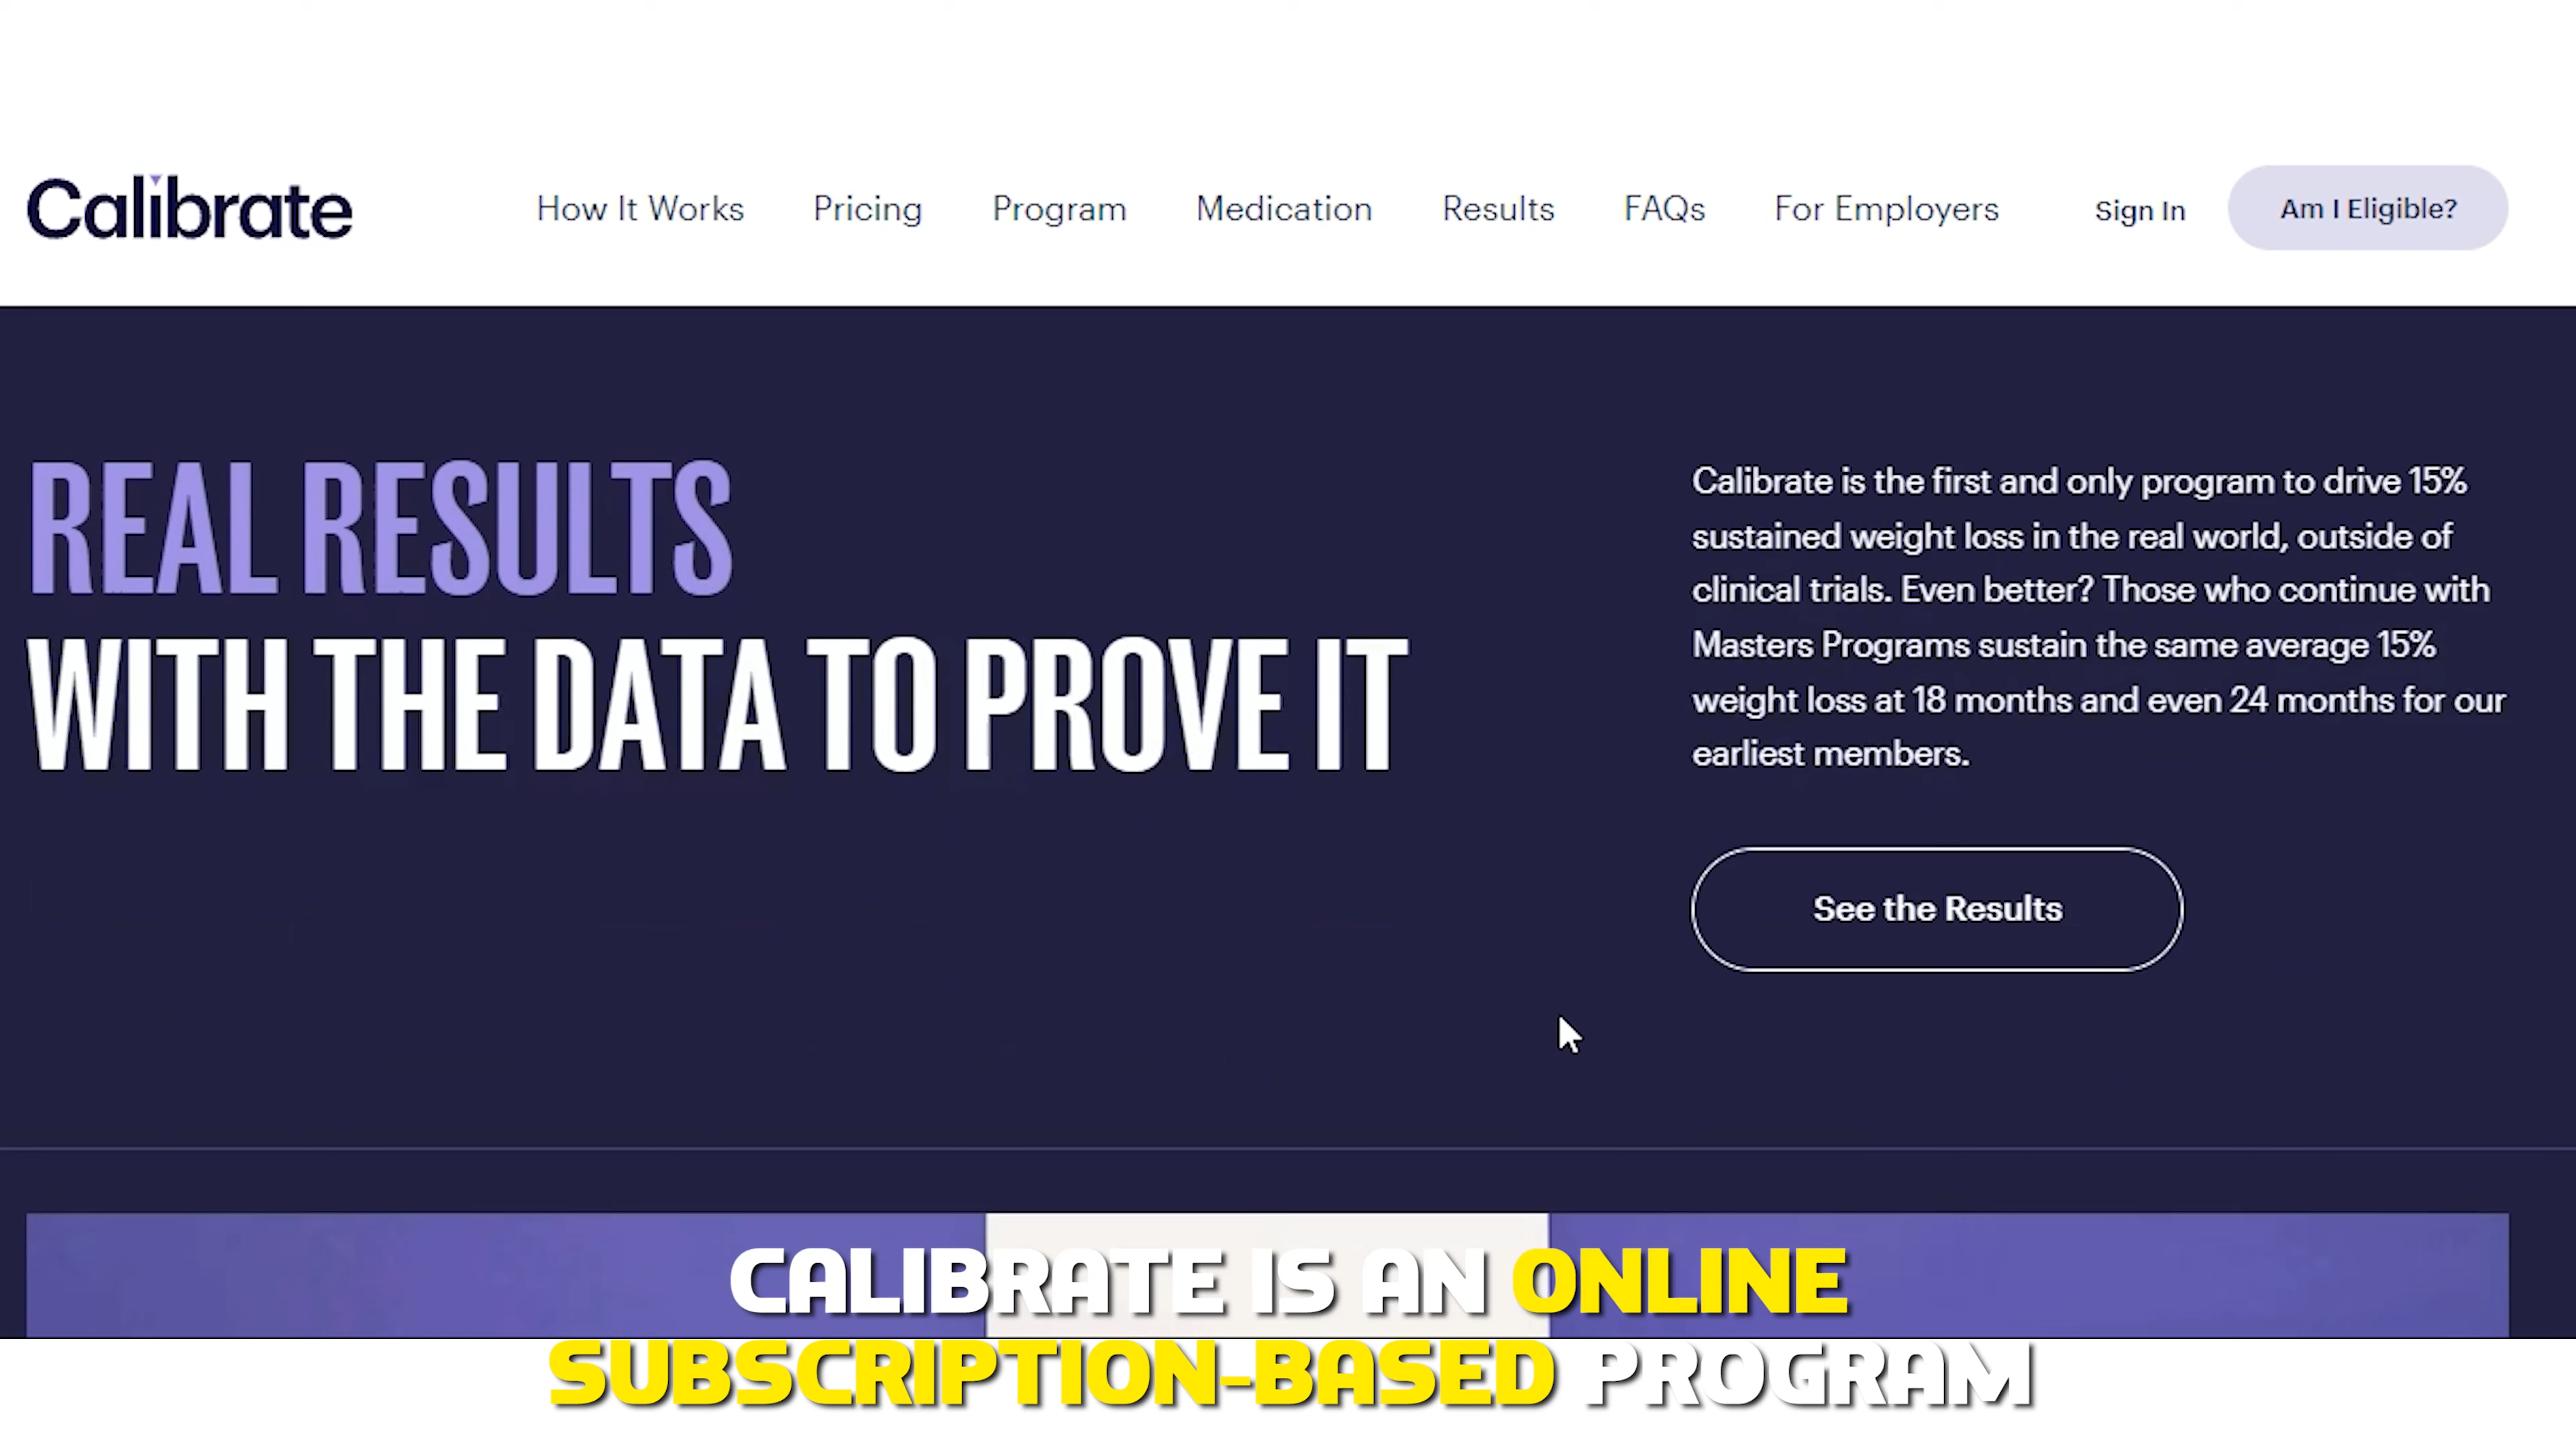 Calibrate
How It Works
Pricing
Program
Medication
Results
FAQs
For Employers
Sign In
Am I Eligible?
REAL RESULTS
WITH THE DATA TO PROVE IT
Calibrate is the first and only program to drive 15%
sustained weight loss in the real world, outside of
clinical trials. Even better? Those who continue with
Masters Programs sustain the same average 15%
weight loss at 18 months and even 24 months for our
earliest members.
See the Results
CALIBRATE IS AN ONLINE
SUBSCRIPTION-BASED PROGRAM